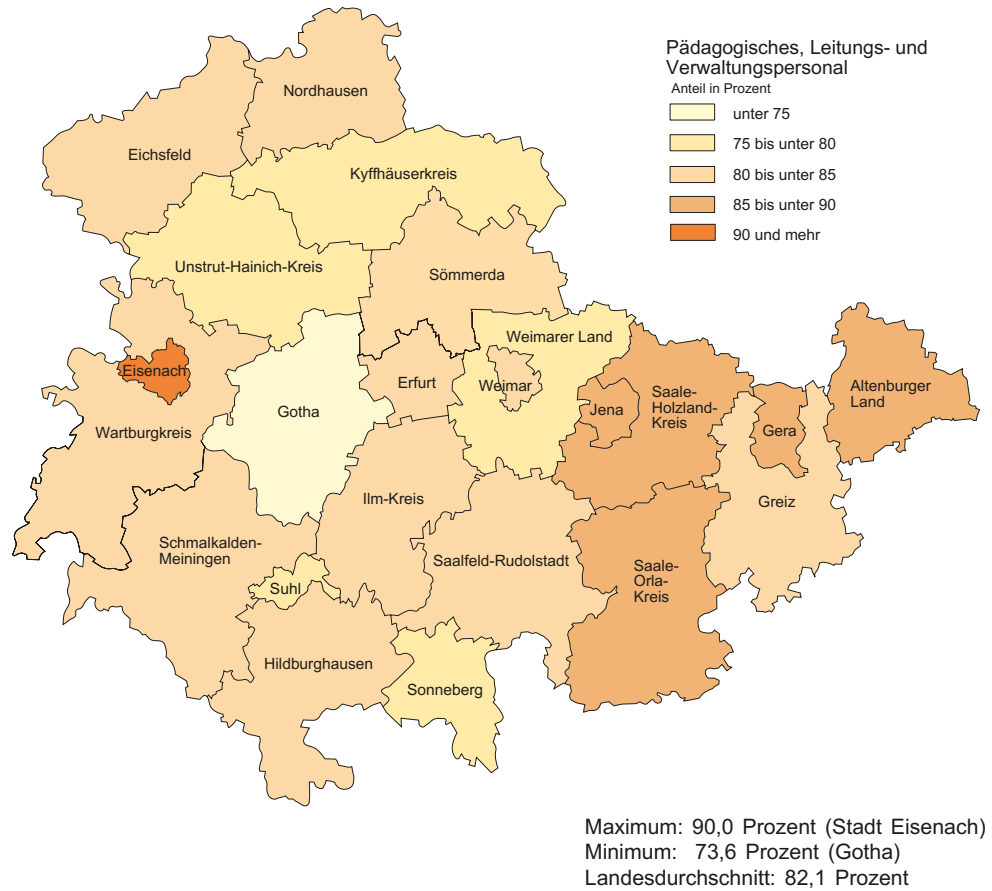 Pädagogisches, Leitungs- und
Verwaltungspersonal
Anteil in Prozent
unter 75
75 bis unter 80
80 bis unter 85
85 bis unter 90
90 und mehr
Nordhausen
Eichsfeld
Kyffhäuserkreis
Unstrut-Hainich-Kreis
Sömmerda
Weimarer Land
Eisenach
Erfurt
Weimar
Gotha
Jena
Saale-
Holzland-
Kreis
Gera
Altenburger
Land
Wartburgkreis
Ilm-Kreis
Greiz
Schmalkalden-
Meiningen
Suhl
Saalfeld-Rudolstadt
Saale-
Orla-
Kreis
Hildburghausen
Sonneberg
Maximum: 90,0 Prozent (Stadt Eisenach)
Minimum: 73,6 Prozent (Gotha)
Landesdurchschnitt: 82,1 Prozent